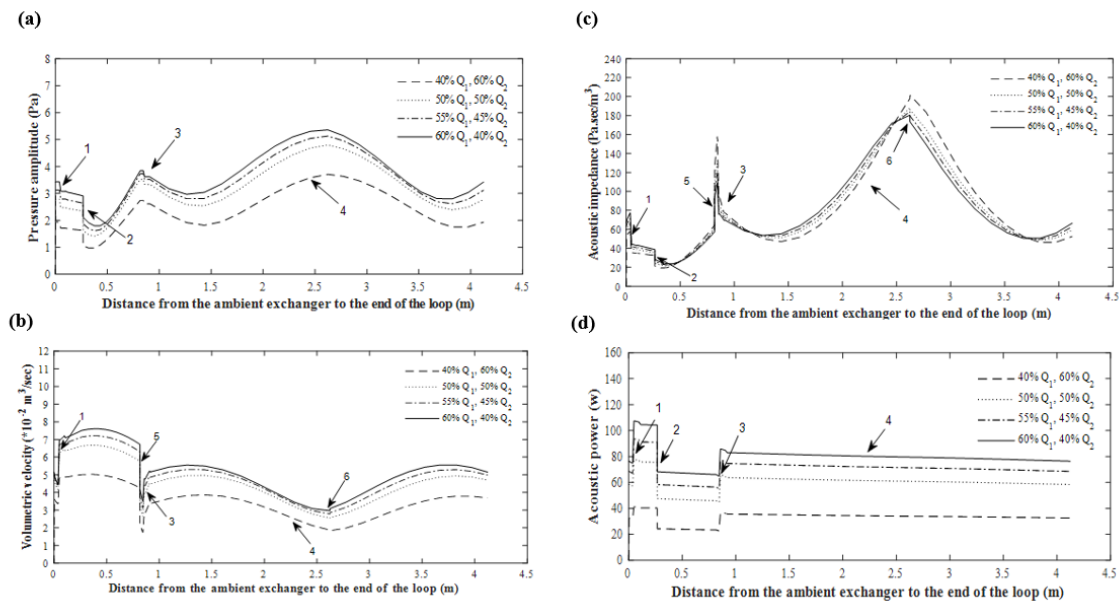 (a)
Pressure amplitude (Pa)
8
7
6
5
4
3
2
1
0
40% Q1, 60% Q2
50% Q1, 50% Q2
55% Q1, 45% Q2
60% Q1, 40% Q2
1
2
3
4
0 0.5 1 1.5 2 2.5 3 3.5 4 4.5
Distance from the ambient exchanger to the end of the loop (m)
(b)
Volumetric velocity (*10^-2 m^3/sec)
12
11
10
9
8
7
6
5
4
3
2
1
0
40% Q1, 60% Q2
50% Q1, 50% Q2
55% Q1, 45% Q2
60% Q1, 40% Q2
1
5
3
4
6
0 0.5 1 1.5 2 2.5 3 3.5 4 4.5
Distance from the ambient exchanger to the end of the loop (m)
(c)
Acoustic impedance (Pa.sec/m^3)
240
220
200
180
160
140
120
100
80
60
40
20
0
40% Q1, 60% Q2
50% Q1, 50% Q2
55% Q1, 45% Q2
60% Q1, 40% Q2
1
2
5
3
6
4
0 0.5 1 1.5 2 2.5 3 3.5 4 4.5
Distance from the ambient exchanger to the end of the loop (m)
(d)
Acoustic power (w)
160
140
120
100
80
60
40
20
0
40% Q1, 60% Q2
50% Q1, 50% Q2
55% Q1, 45% Q2
60% Q1, 40% Q2
1
2
3
4
0 0.5 1 1.5 2 2.5 3 3.5 4 4.5
Distance from the ambient exchanger to the end of the loop (m)